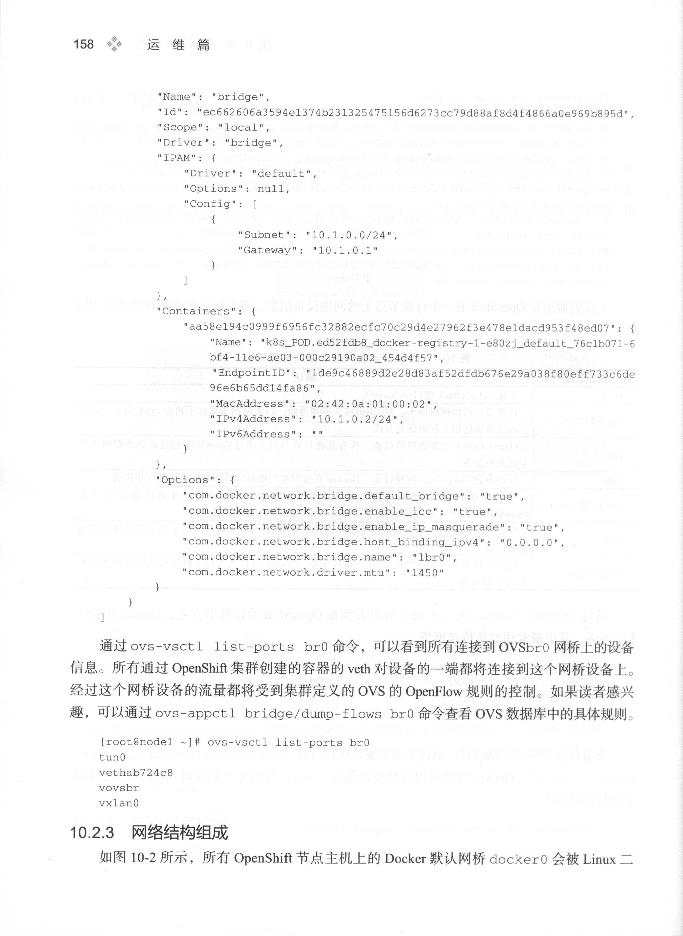 158 运 维 篇
"Name": "bridge",
"Id": "ec662606a3594e1374b231325475156d6273cc79d88af8d4f4866a0e969b895d",
"Scope": "local",
"Driver": "bridge",
"IPAM": {
"Driver": "default",
"Options": null,
"Config": [
{
"Subnet": "10.1.0.0/24",
"Gateway": "10.1.0.1"
}
]
},
"Containers": {
"aa58e194c0999f6956fc32882ecfc70c29d4e27962f3e478e1dacd953f48ed07": {
"Name": "k8s_POD.ed52fdb8_docker-registry-1-e80zj_default_76c1b071-6
bf4-11e6-ae03-000c29190a02_454d4f57",
"EndpointID": "1de9c46889d2e28d83af52dfdb676e29a038f80eff733c6de
96e6b65dd14fa86",
"MacAddress": "02:42:0a:01:00:02",
"IPv4Address": "10.1.0.2/24",
"IPv6Address": ""
}
},
"Options": {
"com.docker.network.bridge.default_bridge": "true",
"com.docker.network.bridge.enable_icc": "true",
"com.docker.network.bridge.enable_ip_masquerade": "true",
"com.docker.network.bridge.host_binding_ipv4": "0.0.0.0",
"com.docker.network.bridge.name": "lbr0",
"com.docker.network.driver.mtu": "1450"
}
}
]
通过 ovs-vsctl list-ports br0 命令，可以看到所有连接到 OVSbr0 网桥上的设备
信息。所有通过 OpenShift 集群创建的容器的 veth 对设备的一端都将连接到这个网桥设备上。
经过这个网桥设备的流量都将受到集群定义的 OVS 的 OpenFlow 规则的控制。如果读者感兴
趣，可以通过 ovs-appctl bridge/dump-flows br0 命令查看 OVS 数据库中的具体规则。
[root@node1 ~]# ovs-vsctl list-ports br0
tun0
vethab724c8
vovsbr
vxlan0
10.2.3 网络结构组成
如图 10-2 所示，所有 OpenShift 节点主机上的 Docker 默认网桥 docker0 会被 Linux 二